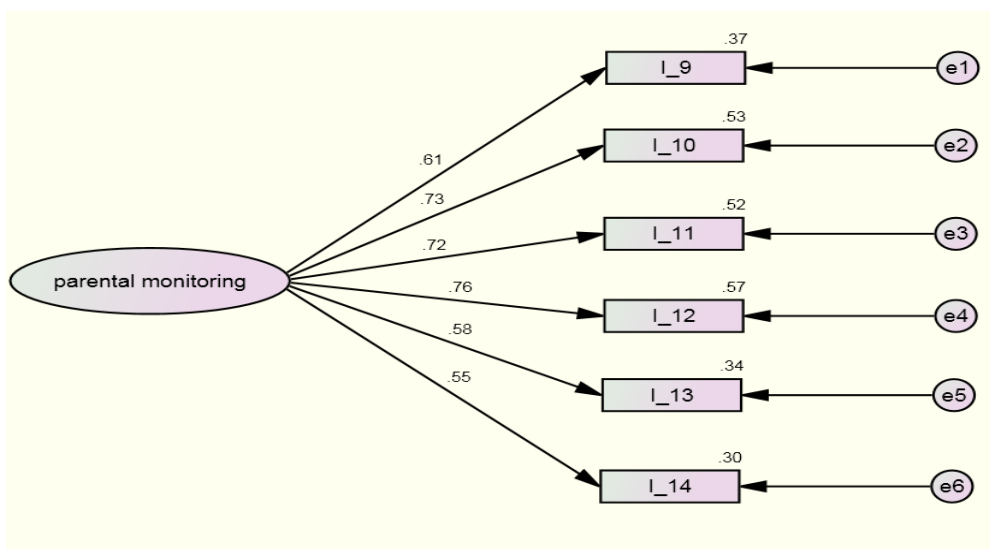 .37
I_9
e1
.53
.61
I_10
e2
.73
.52
.72
I_11
e3
parental monitoring
.57
.76
I_12
e4
.58
.34
I_13
e5
.55
.30
I_14
e6